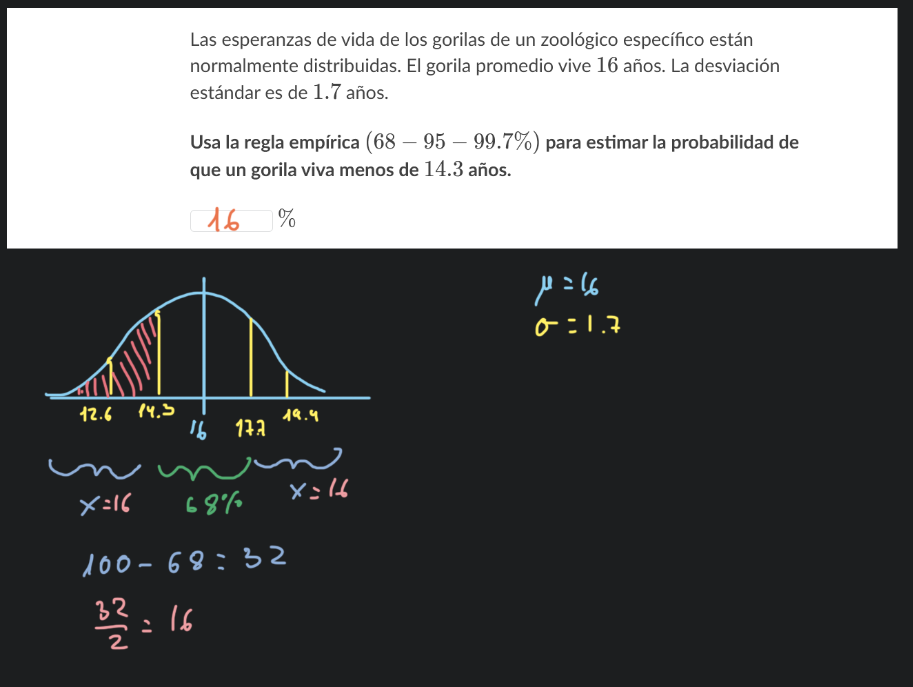 Las esperanzas de vida de los gorilas de un zoológico específico están
normalmente distribuidas. El gorila promedio vive 16 años. La desviación
estándar es de 1.7 años.
Usa la regla empírica (68 − 95 − 99.7%) para estimar la probabilidad de
que un gorila viva menos de 14.3 años.
16 %
μ = 16
σ = 1.7
12.6 14.3 16 17.7 19.4
x = 16 68% x = 16
100 - 68 = 32
32/2 = 16